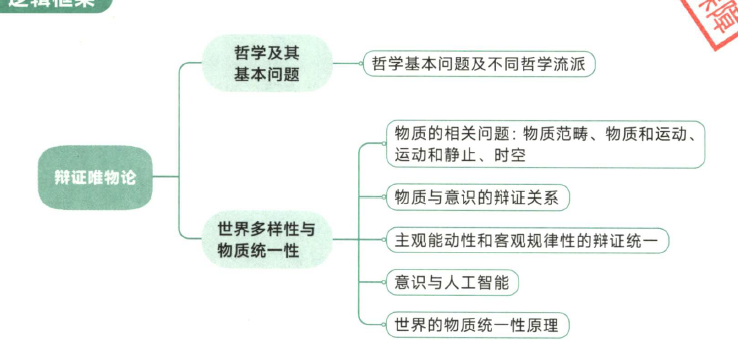 逻辑框架
哲学及其
基本问题
哲学基本问题及不同哲学流派
辩证唯物论
物质的相关问题：物质范畴、物质和运动、
运动和静止、时空
物质与意识的辩证关系
世界多样性与
物质统一性
主观能动性和客观规律性的辩证统一
意识与人工智能
世界的物质统一性原理